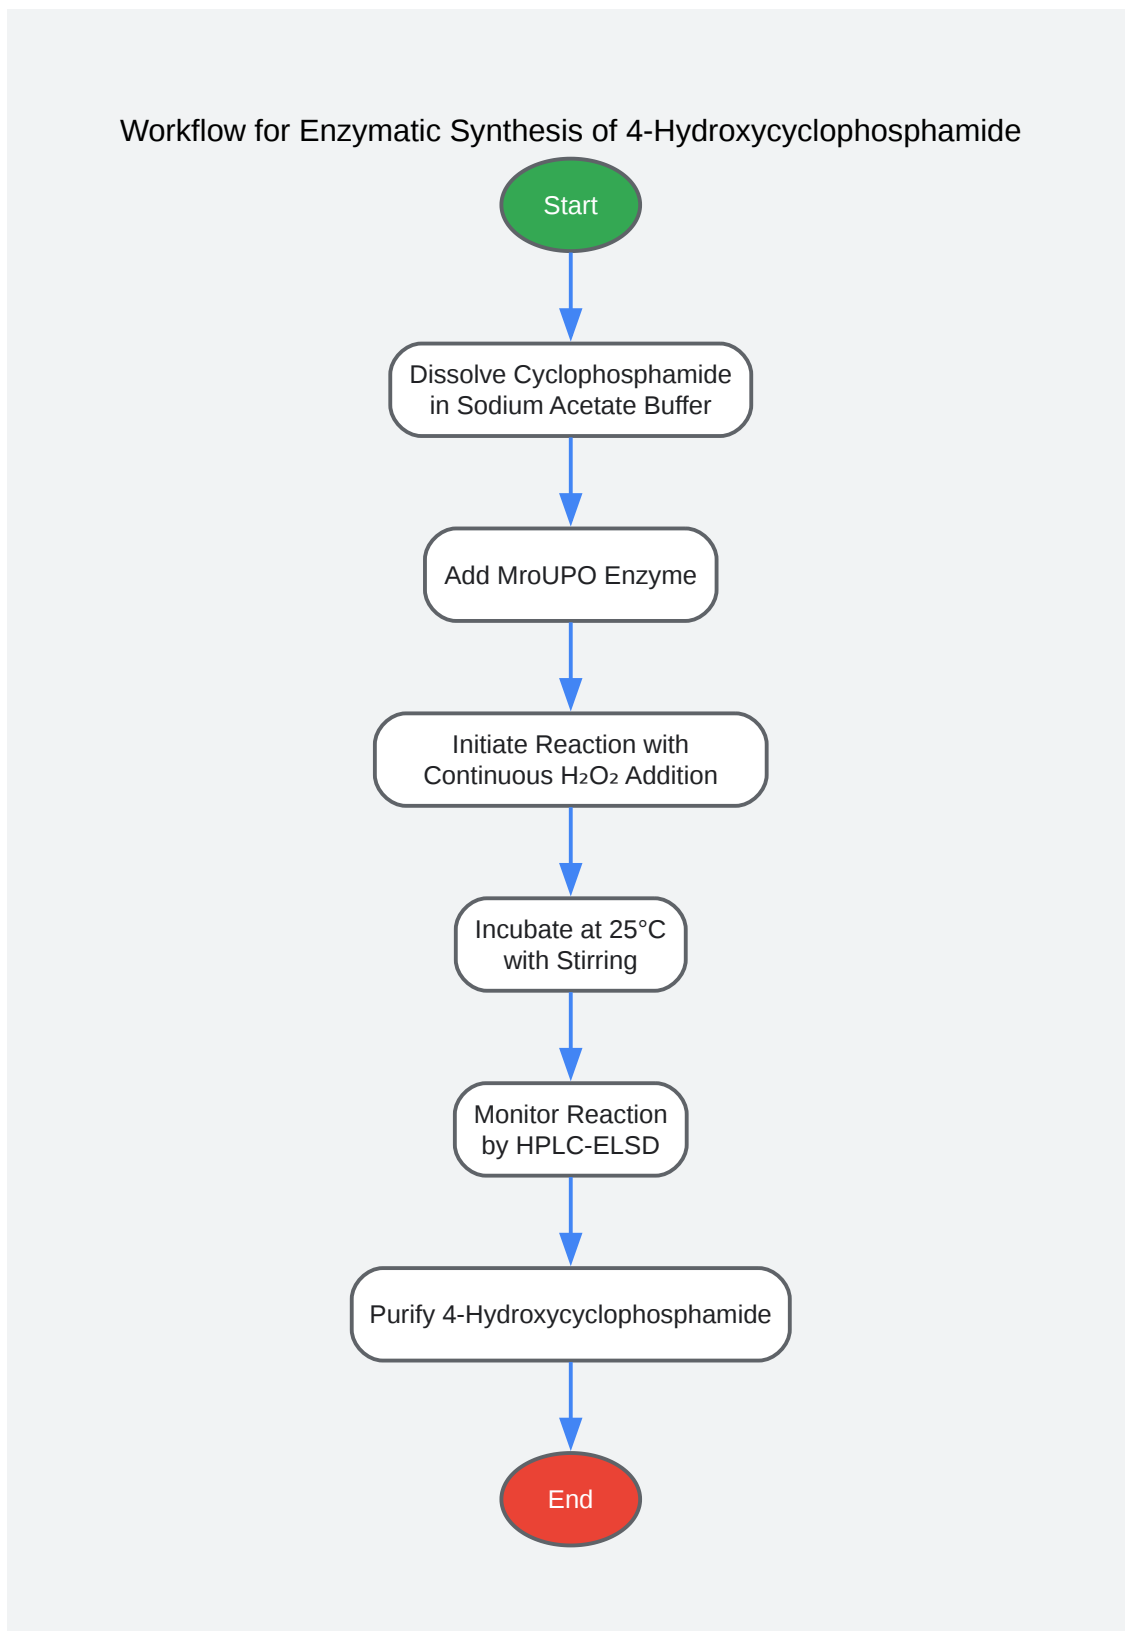 Workflow for Enzymatic Synthesis of 4-Hydroxycyclophosphamide
Start
Dissolve Cyclophosphamide
in Sodium Acetate Buffer
Add MroUPO Enzyme
Initiate Reaction with
Continuous H₂O₂ Addition
Incubate at 25°C
with Stirring
Monitor Reaction
by HPLC-ELSD
Purify 4-Hydroxycyclophosphamide
End